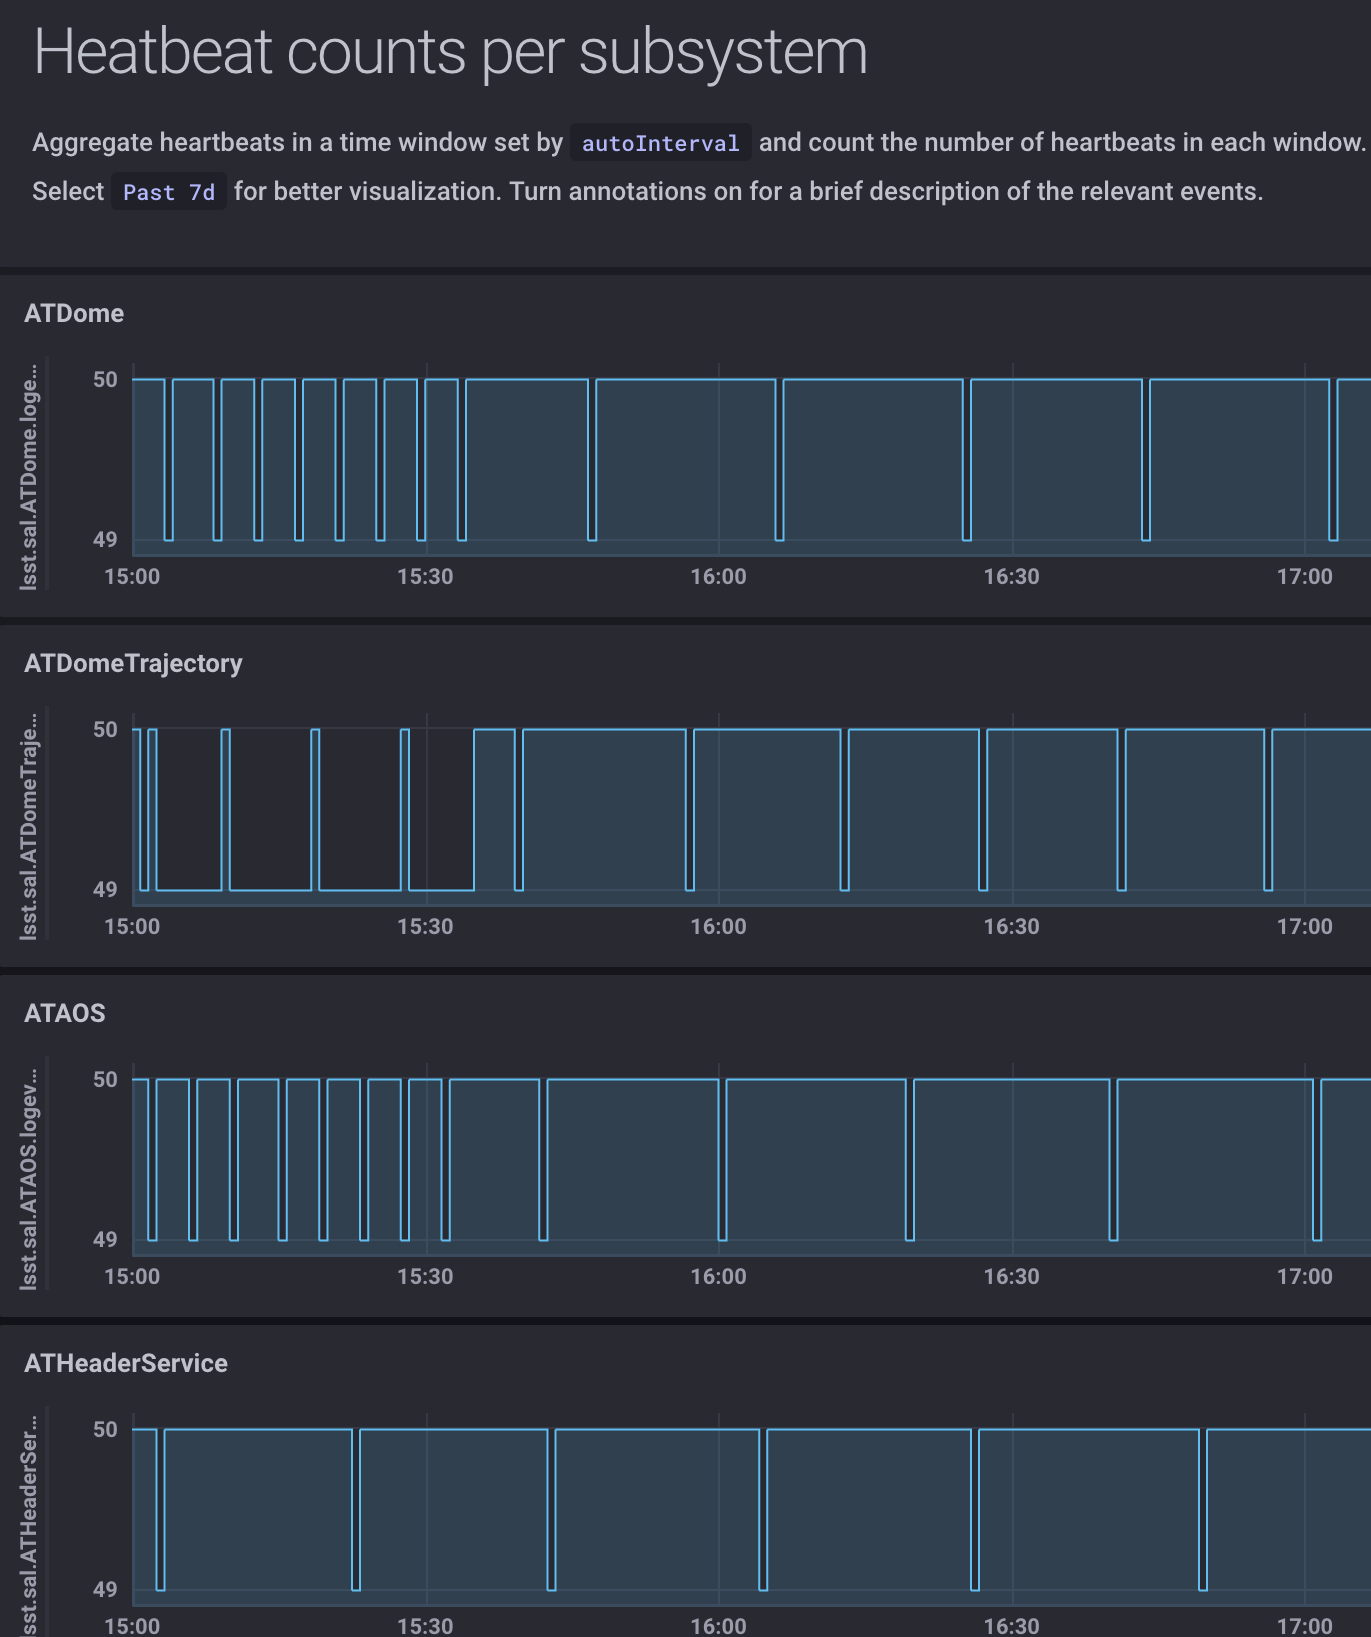 Heatbeat counts per subsystem
Aggregate heartbeats in a time window set by autoInterval and count the number of heartbeats in each window.
Select Past 7d for better visualization. Turn annotations on for a brief description of the relevant events.
ATDome
lsst.sal.ATDome.loge...
50
49
15:00 15:30 16:00 16:30 17:00
ATDomeTrajectory
lsst.sal.ATDomeTraje...
50
49
15:00 15:30 16:00 16:30 17:00
ATAOS
lsst.sal.ATAOS.logev...
50
49
15:00 15:30 16:00 16:30 17:00
ATHeaderService
lsst.sal.ATHeaderSer...
50
49
15:00 15:30 16:00 16:30 17:00